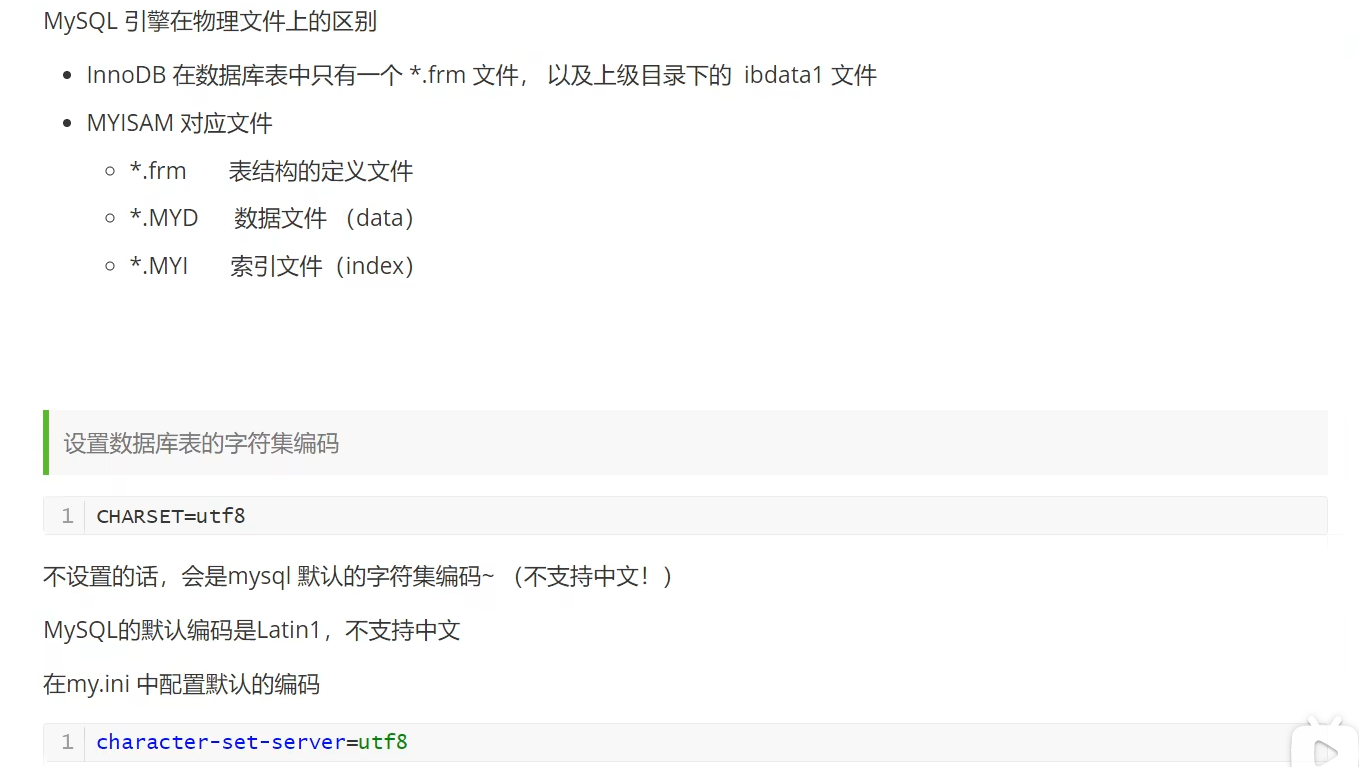 MySQL 引擎在物理文件上的区别
InnoDB 在数据库表中只有一个 *.frm 文件， 以及上级目录下的 ibdata1 文件
MYISAM 对应文件
*.frm 表结构的定义文件
*.MYD 数据文件 （data）
*.MYI 索引文件（index）
设置数据库表的字符集编码
1 CHARSET=utf8
不设置的话，会是mysql 默认的字符集编码~ （不支持中文！）
MySQL的默认编码是Latin1，不支持中文
在my.ini 中配置默认的编码
1 character-set-server=utf8